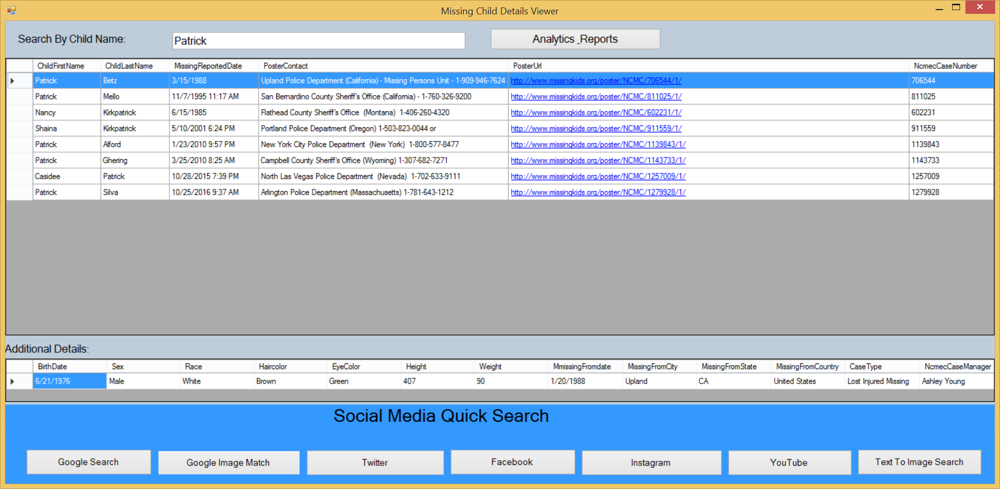 Missing Child Details Viewer
Search By Child Name: Patrick Analytics_Reports
ChildFirstName ChildLastName MissingReportedDate PosterContact PosterUrl NcmecCaseNumber
Patrick Betz 3/15/1988 Upland Police Department (California) - Missing Persons Unit - 1-909-946-7624 http://www.missingkids.org/poster/NCMC/706544/1/ 706544
Patrick Mello 11/7/1995 11:17 AM San Bernardino County Sheriff's Office (California) - 1-760-326-9200 http://www.missingkids.org/poster/NCMC/811025/1/ 811025
Nancy Kirkpatrick 6/15/1985 Flathead County Sheriff's Office (Montana) 1-406-260-4320 http://www.missingkids.org/poster/NCMC/602231/1/ 602231
Shaina Kirkpatrick 5/10/2001 6:24 PM Portland Police Department (Oregon) 1-503-823-0044 or http://www.missingkids.org/poster/NCMC/911559/1/ 911559
Patrick Alford 1/23/2010 9:57 PM New York City Police Department (New York) 1-800-577-8477 http://www.missingkids.org/poster/NCMC/1139843/1/ 1139843
Patrick Ghering 3/25/2010 8:25 AM Campbell County Sheriff's Office (Wyoming) 1-307-682-7271 http://www.missingkids.org/poster/NCMC/1143733/1/ 1143733
Casidee Patrick 10/28/2015 7:39 PM North Las Vegas Police Department (Nevada) 1-702-633-9111 http://www.missingkids.org/poster/NCMC/1257009/1/ 1257009
Patrick Silva 10/25/2016 9:37 AM Arlington Police Department (Massachusetts) 1-781-643-1212 http://www.missingkids.org/poster/NCMC/1279928/1/ 1279928
Additional Details:
BirthDate Sex Race Haircolor EyeColor Height Weight MmissingFromdate MissingFromCity MissingFromState MissingFromCountry CaseType NcmecCaseManager
6/21/1976 Male White Brown Green 407 90 1/20/1988 Upland CA United States Lost Injured Missing Ashley Young
Social Media Quick Search
Google Search Google Image Match Twitter Facebook Instagram YouTube Text To Image Search